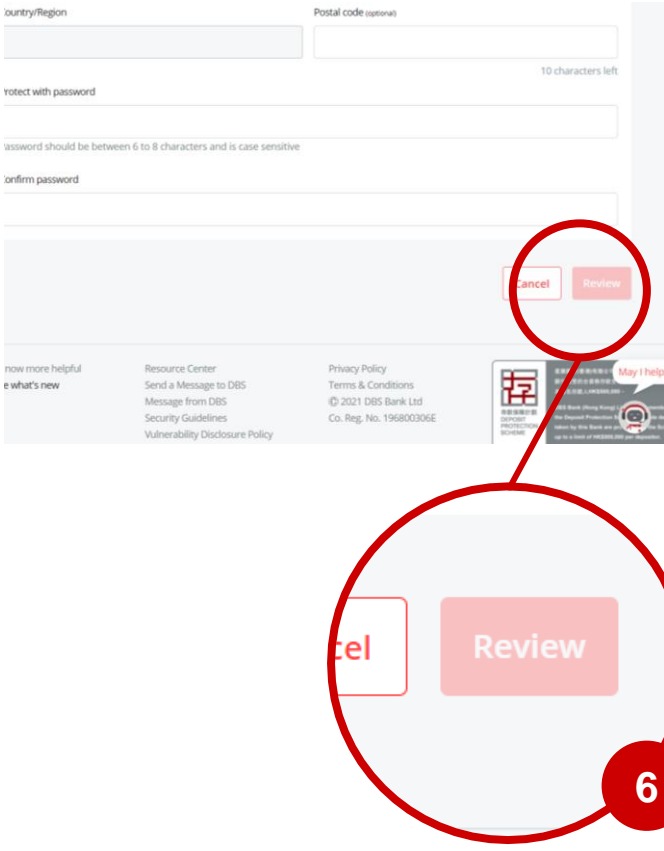 ountry/Region
Postal code (optional)
10 characters left
rotect with password
assword should be between 6 to 8 characters and is case sensitive
onfirm password
Cancel
Review
now more helpful
e what's new
Resource Center
Send a Message to DBS
Message from DBS
Security Guidelines
Vulnerability Disclosure Policy
Privacy Policy
Terms & Conditions
© 2021 DBS Bank Ltd
Co. Reg. No. 196800306E
DEPOSIT
PROTECTION
SCHEME
May I help
cel
Review
6